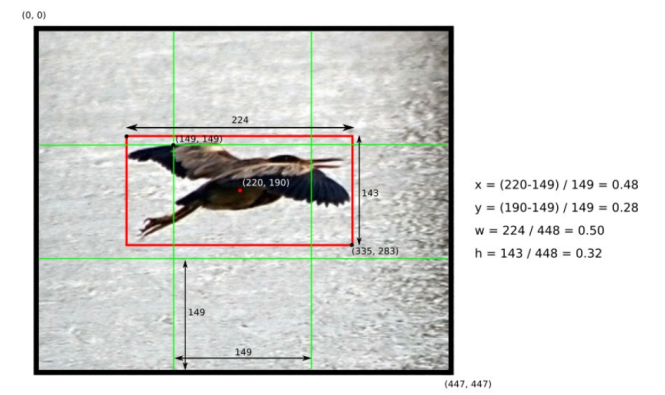 (0, 0)
224
(149, 149)
(220, 190)
143
x = (220-149) / 149 = 0.48
y = (190-149) / 149 = 0.28
w = 224 / 448 = 0.50
h = 143 / 448 = 0.32
(335, 283)
149
149
(447, 447)